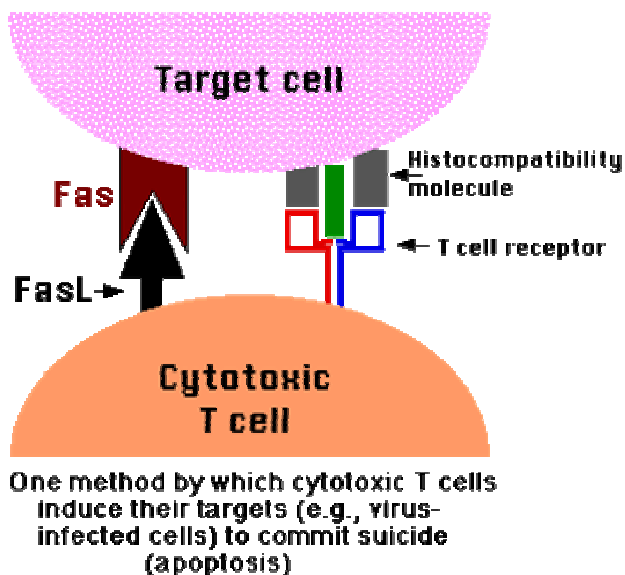 Target cell
Histocompatibility
molecule
Fas
T cell receptor
FasL
Cytotoxic
T cell
One method by which cytotoxic T cells
induce their targets (e.g., virus-
infected cells) to commit suicide
(apoptosis)